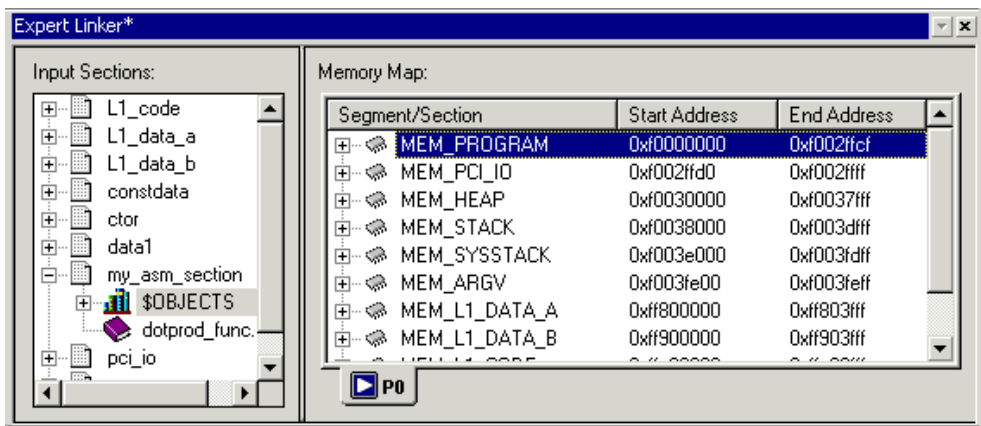 Expert Linker*
Input Sections:
L1_code
L1_data_a
L1_data_b
constdata
ctor
data1
my_asm_section
$OBJECTS
dotprod_func.
pci_io
Memory Map:
Segment/Section Start Address End Address
MEM_PROGRAM 0xf0000000 0xf002ffcf
MEM_PCI_IO 0xf002ffd0 0xf002ffff
MEM_HEAP 0xf0030000 0xf0037fff
MEM_STACK 0xf0038000 0xf003dfff
MEM_SYSSTACK 0xf003e000 0xf003fdff
MEM_ARGV 0xf003fe00 0xf003feff
MEM_L1_DATA_A 0xff800000 0xff803fff
MEM_L1_DATA_B 0xff900000 0xff903fff
P0